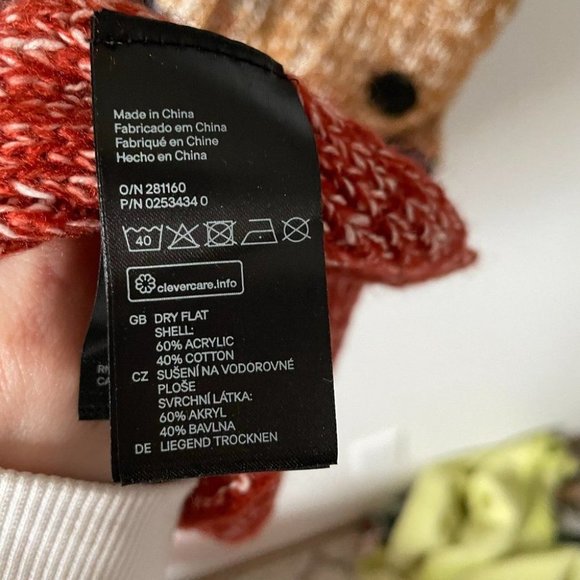 Made in China
Fabricado em China
Fabriqué en China
Hecho en China
O/N 281160
P/N 0253434 0
40
clevercare.info
GB DRY FLAT
SHELL:
60% ACRYLIC
40% COTTON
CZ SUŠENÍ NA VODOROVNÉ
PLOŠE
SVRCHNÍ LÁTKA:
60% AKRYL
40% BAVLNA
DE LIEGEND TROCKNEN